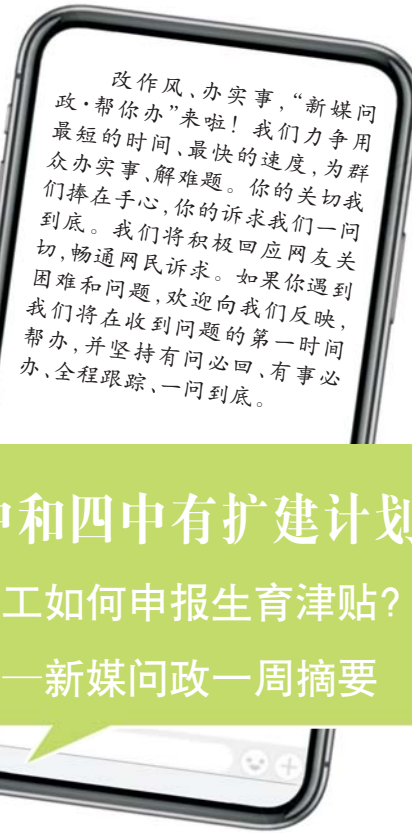 改作风、办实事,“新媒问
政·帮你办”来啦! 我们力争用
最短的时间、最快的速度,为群
众办实事、解难题。你的关切我
们捧在手心,你的诉求我们一问
到底。我们将积极回应网友关
切,畅通网民诉求。如果你遇到
困难和问题,欢迎向我们反映,
我们将在收到问题的第一时间
帮办,并坚持有问必回、有事必
办、全程跟踪、一问到底。
中和四中有扩建计划
工如何申报生育津贴?
—新媒问政一周摘要